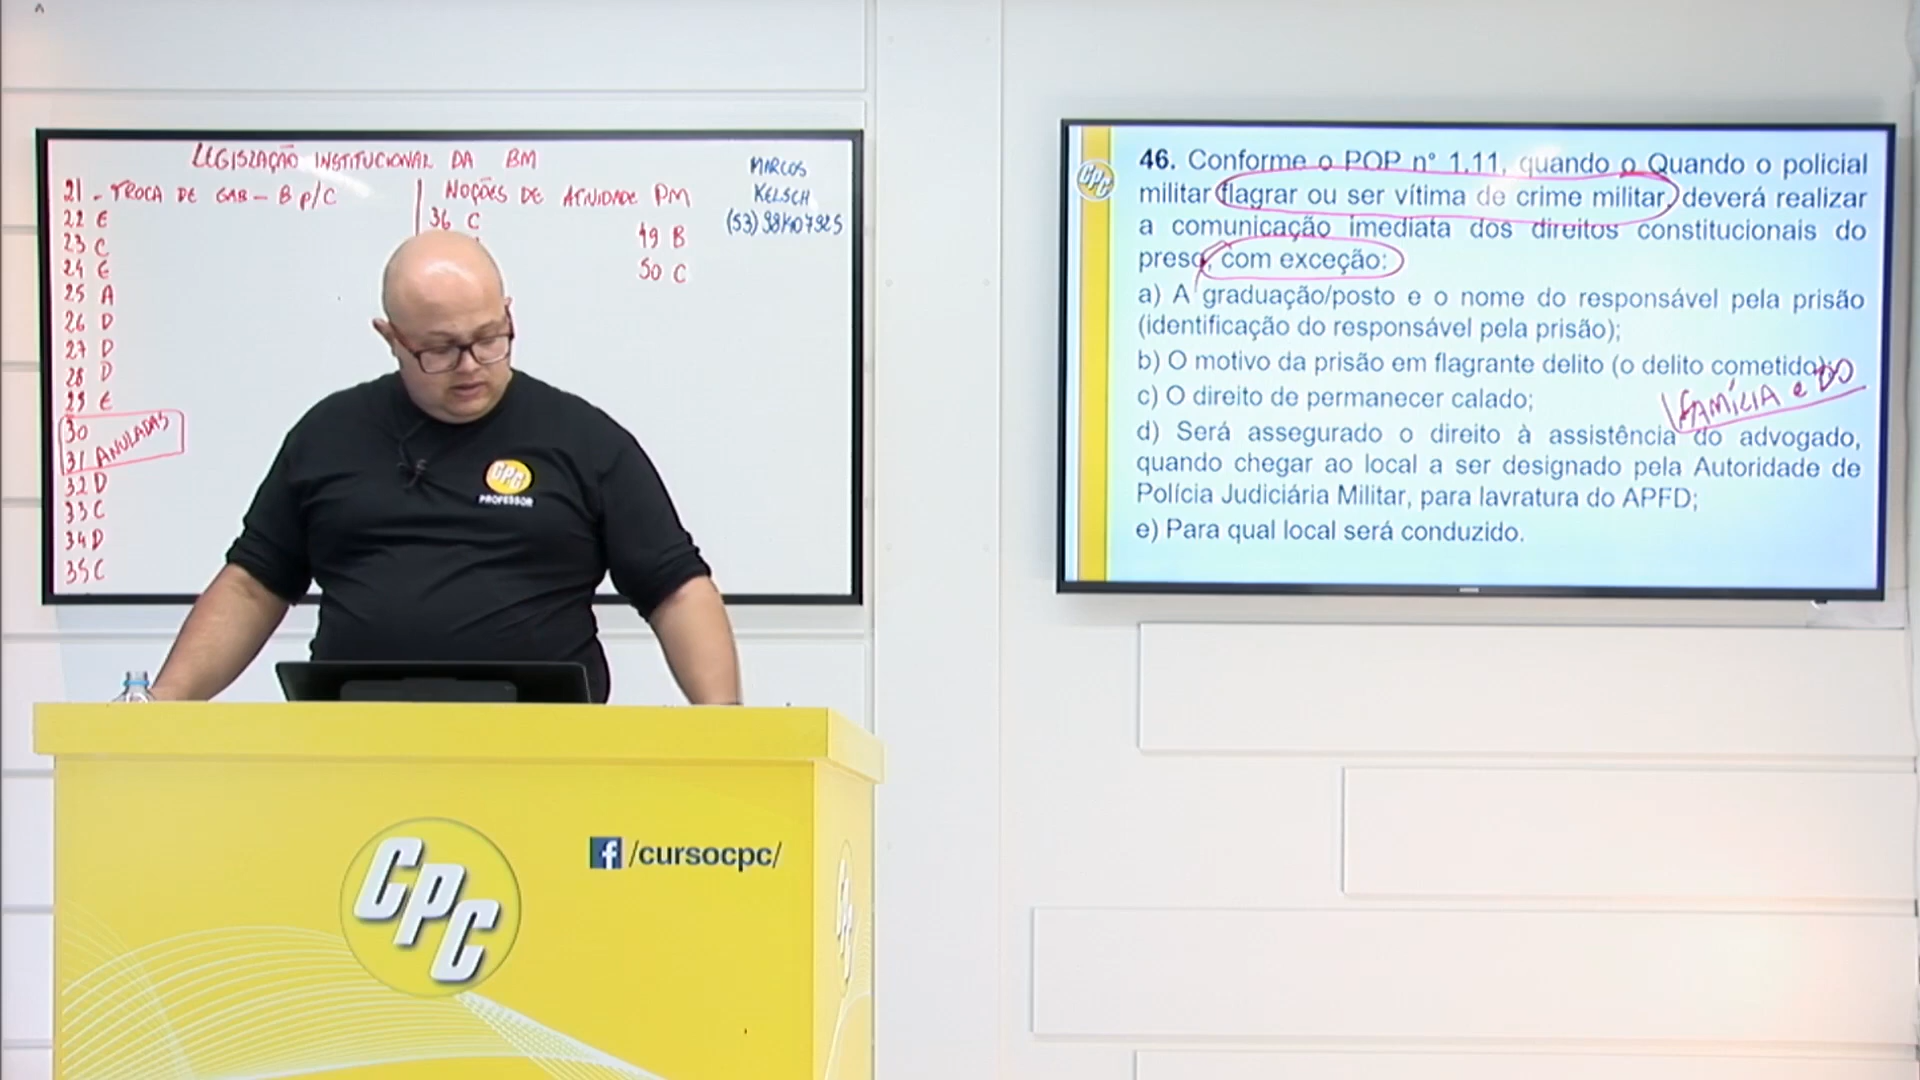 LEGISLAÇÃO INSTITUCIONAL DA BM
21 - TROCA DE GAB - B p/C
22 E
23 C
24 E
25 A
26 D
27 D
28 D
29 E
30
31 ANULADAS
32 D
33 C
34 D
35 C
NOÇÕES DE ATIVIDADE PM
36 C
49 B
50 C
MARCOS
KELSCH
CPC
PROFESSOR
CPC
/cursocpc/
CPC
46. Conforme o POP n° 1.11, quando o Quando o policial
militar flagrar ou ser vítima de crime militar, deverá realizar
a comunicação imediata dos direitos constitucionais do
preso, com exceção:
a) A graduação/posto e o nome do responsável pela prisão
(identificação do responsável pela prisão);
b) O motivo da prisão em flagrante delito (o delito cometido);
c) O direito de permanecer calado;
FAMÍLIA e
d) Será assegurado o direito à assistência do advogado,
quando chegar ao local a ser designado pela Autoridade de
Polícia Judiciária Militar, para lavratura do APFD;
e) Para qual local será conduzido.